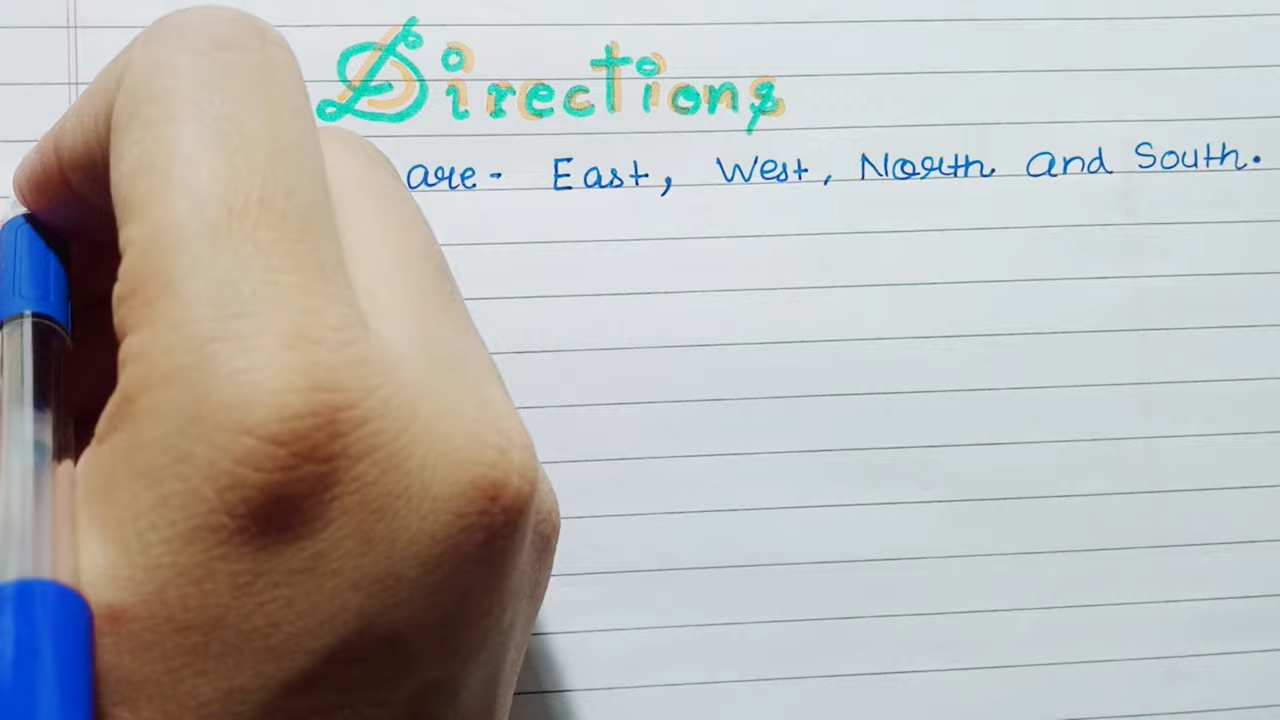 Directions
are - East, West, North and South.